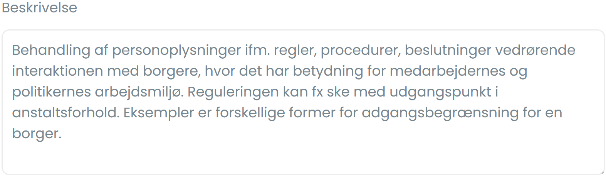 Beskrivelse
Behandling af personoplysninger ifm. regler, procedurer, beslutninger vedrørende
interaktionen med borgere, hvor det har betydning for medarbejdernes og
politikernes arbejdsmiljø. Reguleringen kan fx ske med udgangspunkt i
anstaltsforhold. Eksempler er forskellige former for adgangsbegrænsning for en
borger.